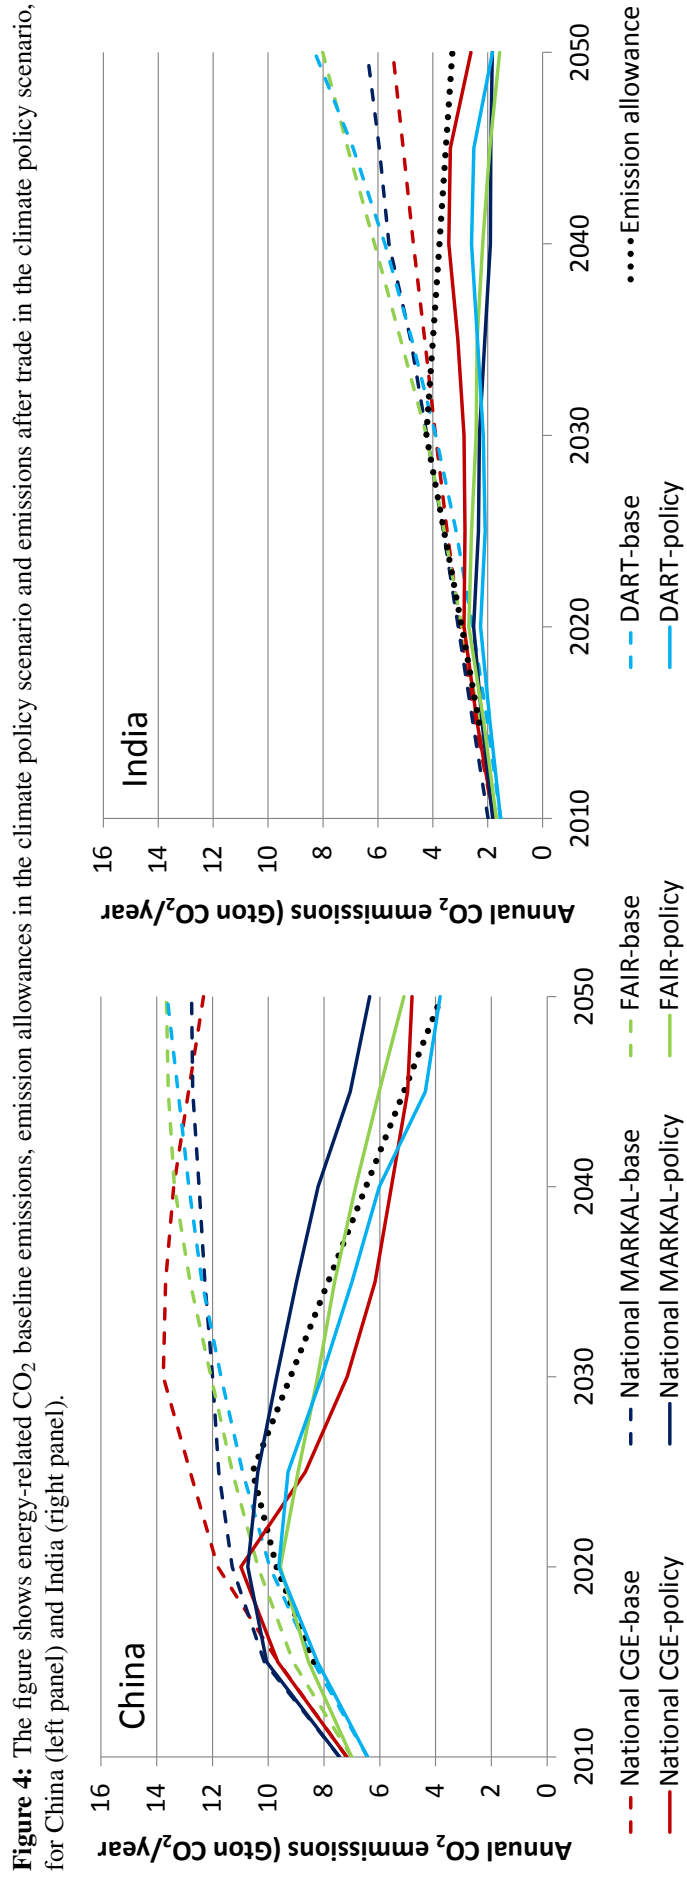 Figure 4: The figure shows energy-related CO₂ baseline emissions, emission allowances in the climate policy scenario and emissions after trade in the climate policy scenario,
for China (left panel) and India (right panel).
China
Annual CO₂ emmissions (Gton CO₂/year)
16
14
12
10
8
6
4
2
0
2010
2020
2030
2040
2050
India
Annual CO₂ emmissions (Gton CO₂/year)
16
14
12
10
8
6
4
2
0
2010
2020
2030
2040
2050
National CGE-base
National MARKAL-base
FAIR-base
DART-base
Emission allowance
National CGE-policy
National MARKAL-policy
FAIR-policy
DART-policy